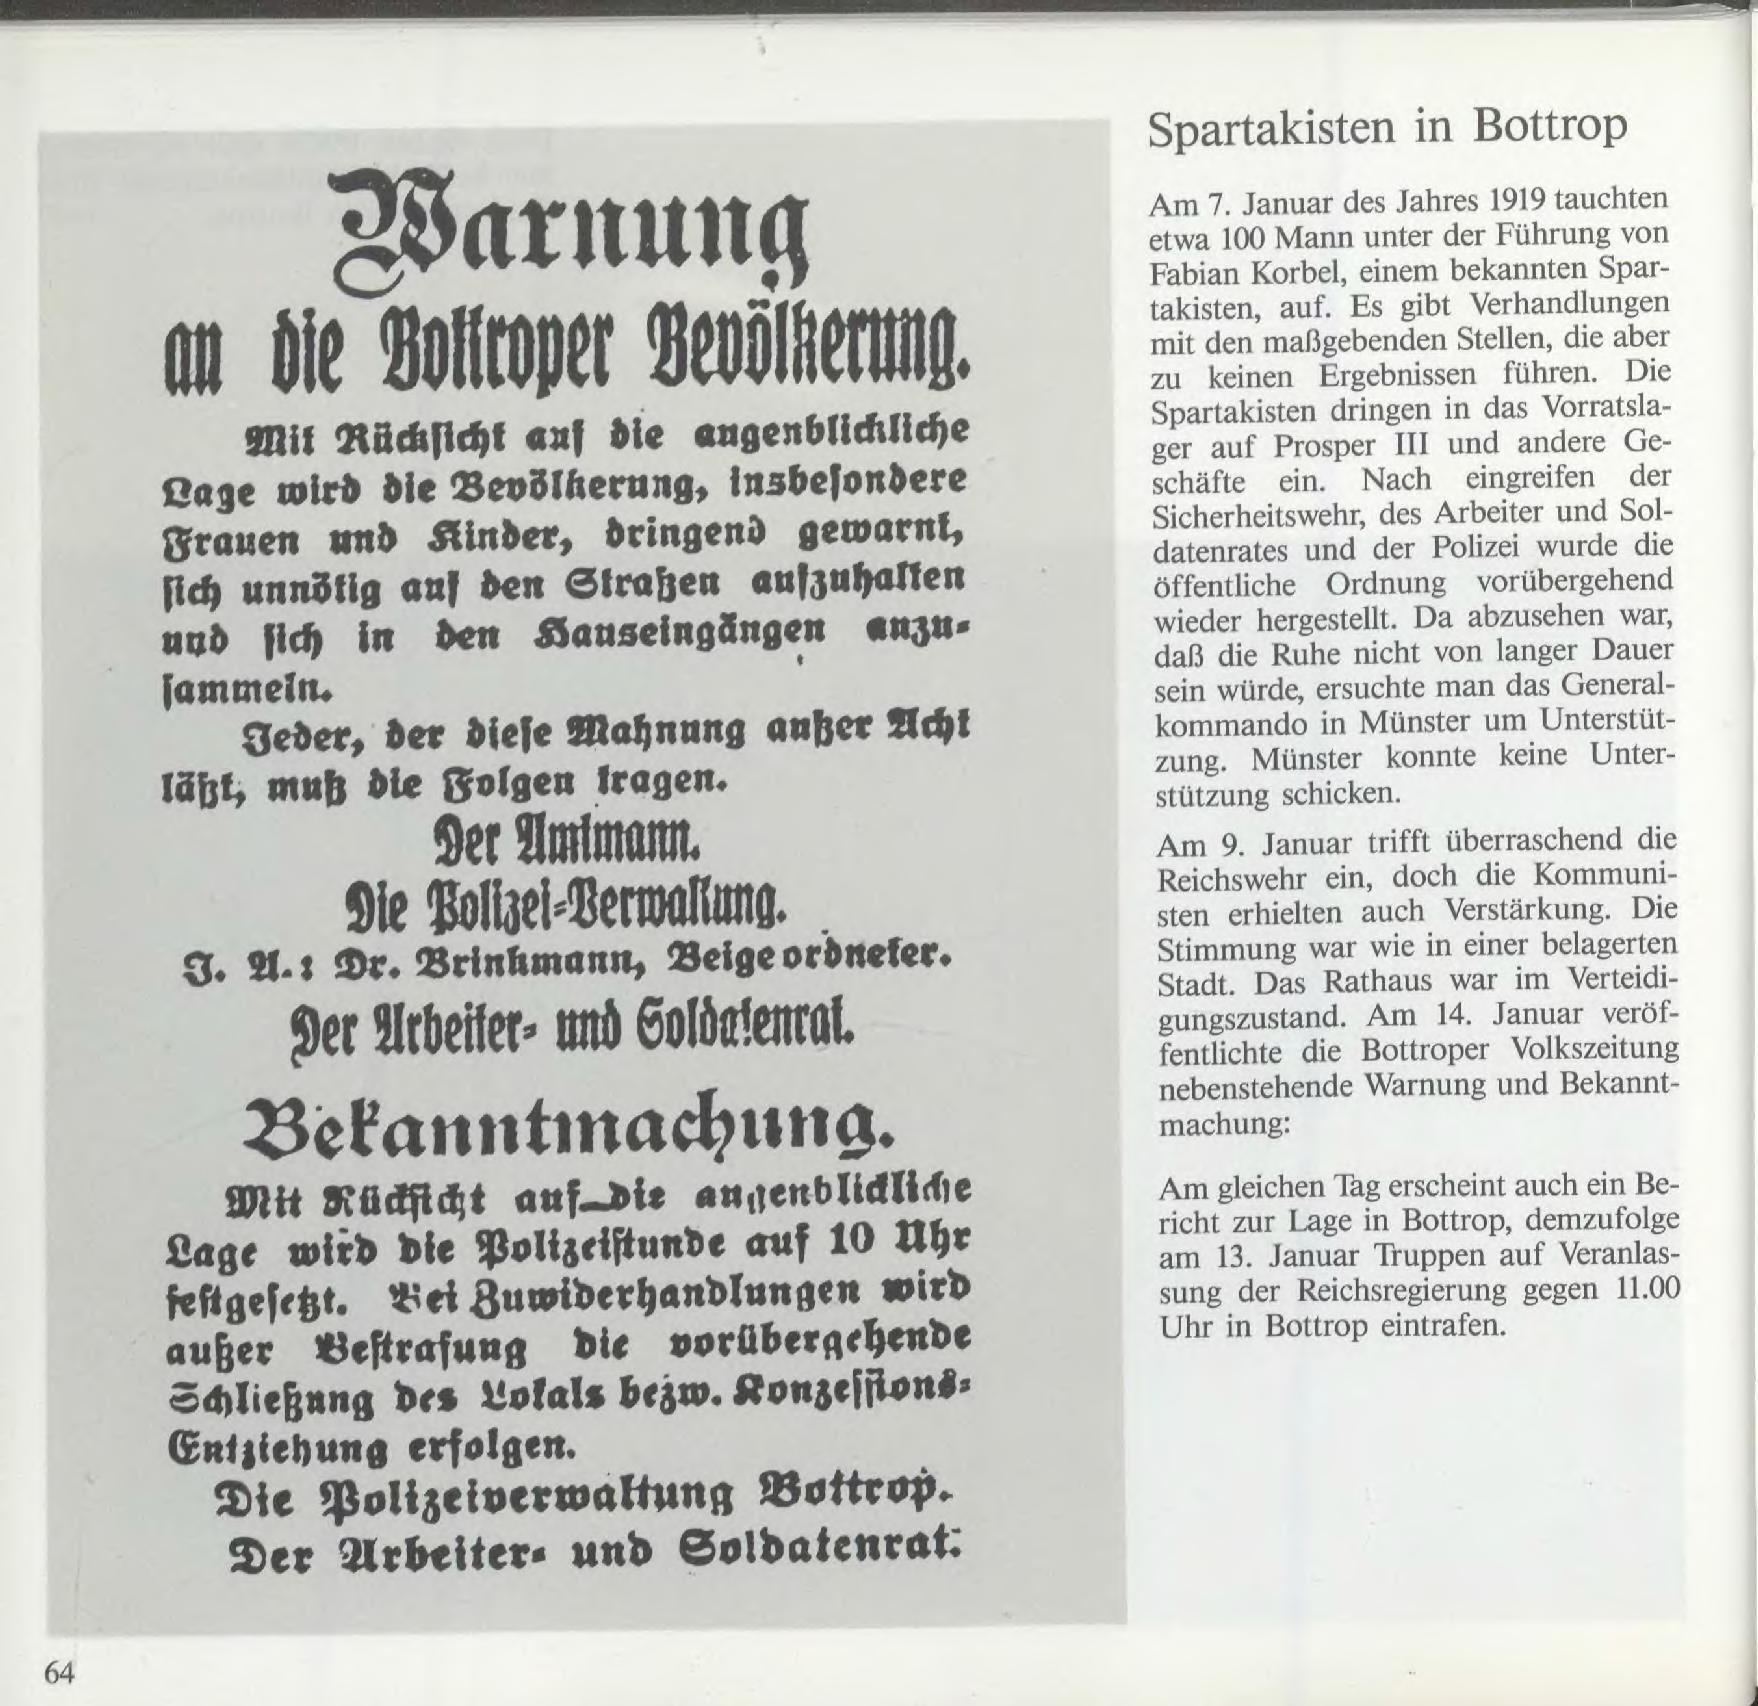 Warnung
an die Bottroper Bevölkerung.
Mit Rücksicht auf die augenblickliche
Lage wird die Bevölkerung, insbesondere
Frauen und Kinder, dringend gewarnt,
sich unnötig auf den Straßen aufzuhalten
und sich in den Hauseingängen anzu-
sammeln.
Jeder, der diese Mahnung außer Acht
läßt, muß die Folgen tragen.
Der Amtmann.
Die Polizei-Verwaltung.
J. A.: Dr. Brinkmann, Beigeordneter.
Der Arbeiter- und Soldatenrat.
Bekanntmachung.
Mit Rücksicht auf die augenblickliche
Lage wird die Polizeistunde auf 10 Uhr
festgesetzt. Bei Zuwiderhandlungen wird
außer Bestrafung die vorübergehende
Schließung des Lokals bezw. Konzessions-
Entziehung erfolgen.
Die Polizeiverwaltung Bottrop.
Der Arbeiter- und Soldatenrat.
Spartakisten in Bottrop
Am 7. Januar des Jahres 1919 tauchten
etwa 100 Mann unter der Führung von
Fabian Korbel, einem bekannten Spar-
takisten, auf. Es gibt Verhandlungen
mit den maßgebenden Stellen, die aber
zu keinen Ergebnissen führen. Die
Spartakisten dringen in das Vorratsla-
ger auf Prosper III und andere Ge-
schäfte ein. Nach eingreifen der
Sicherheitswehr, des Arbeiter und Sol-
datenrates und der Polizei wurde die
öffentliche Ordnung vorübergehend
wieder hergestellt. Da abzusehen war,
daß die Ruhe nicht von langer Dauer
sein würde, ersuchte man das General-
kommando in Münster um Unterstüt-
zung. Münster konnte keine Unter-
stützung schicken.
Am 9. Januar trifft überraschend die
Reichswehr ein, doch die Kommuni-
sten erhielten auch Verstärkung. Die
Stimmung war wie in einer belagerten
Stadt. Das Rathaus war im Verteidi-
gungszustand. Am 14. Januar veröf-
fentlichte die Bottroper Volkszeitung
nebenstehende Warnung und Bekannt-
machung:
Am gleichen Tag erscheint auch ein Be-
richt zur Lage in Bottrop, demzufolge
am 13. Januar Truppen auf Veranlas-
sung der Reichsregierung gegen 11.00
Uhr in Bottrop eintrafen.
64